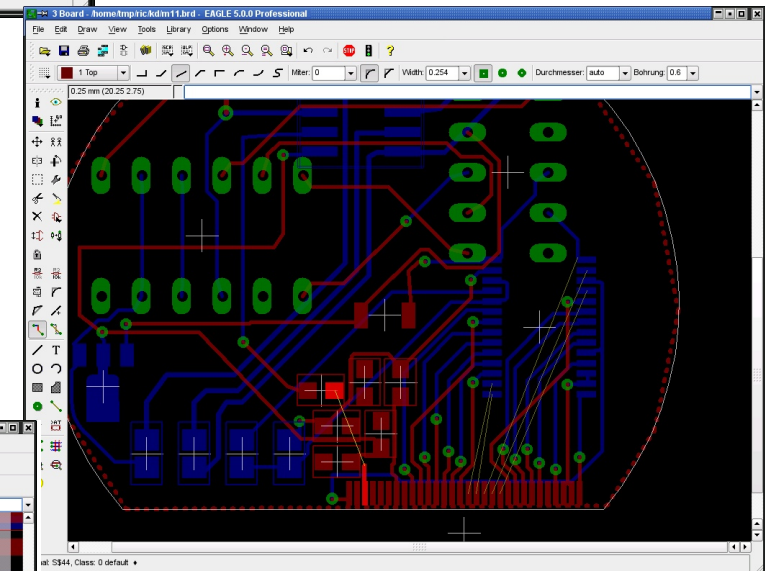 3 Board - /home/tmp/ric/kd/m11.brd - EAGLE 5.0.0 Professional
File Edit Draw View Tools Library Options Window Help
STOP
1 Top Miter: 0 Width: 0.254 Durchmesser: auto Bohrung: 0.6
0.25 mm (20.25 2.75)
S$44, Class: 0 default